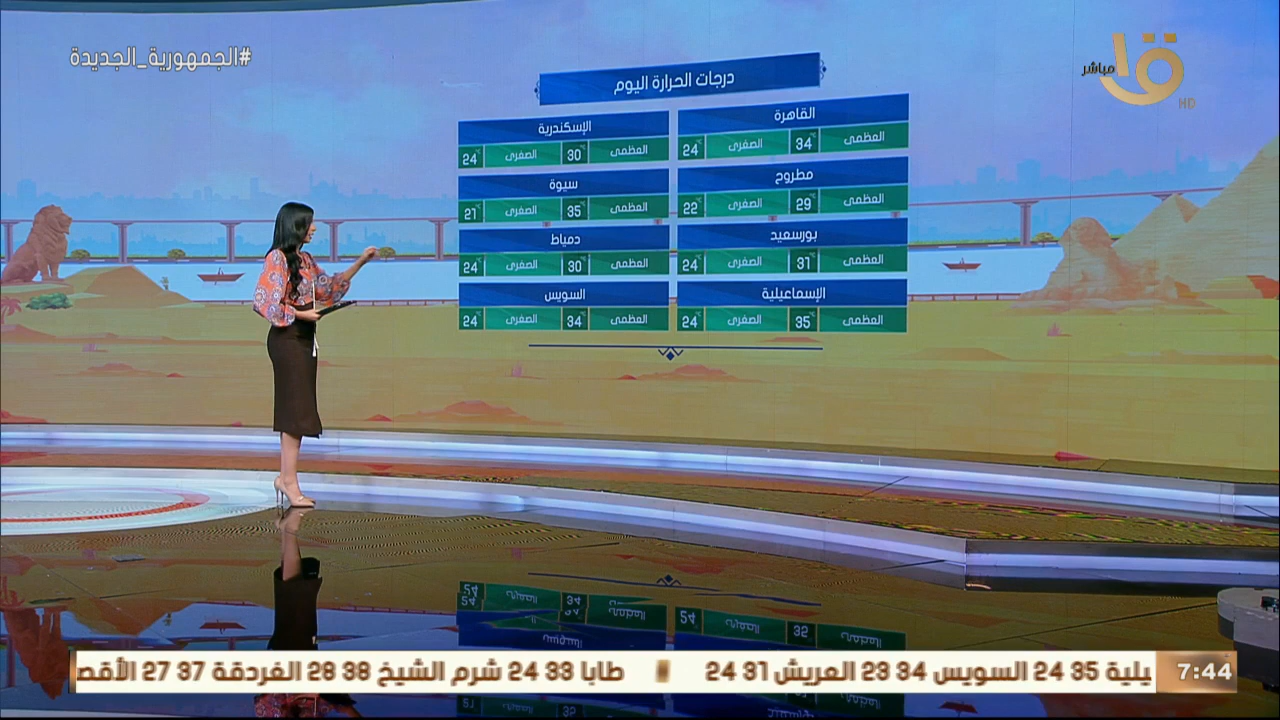 #الجمهورية_الجديدة
مباشر
HD
درجات الحرارة اليوم
القاهرة
العظمى 34°c الصغرى 24°c
الإسكندرية
العظمى 30°c الصغرى 24°c
مطروح
العظمى 29°c الصغرى 22°c
سيوة
العظمى 35°c الصغرى 21°c
بورسعيد
العظمى 31°c الصغرى 24°c
دمياط
العظمى 30°c الصغرى 24°c
الإسماعيلية
العظمى 35°c الصغرى 24°c
السويس
العظمى 34°c الصغرى 24°c
7:44
يلية 35 24 السويس 34 23 العريش 31 24 طابا 33 24 شرم الشيخ 38 28 الغردقة 37 27 الأقص